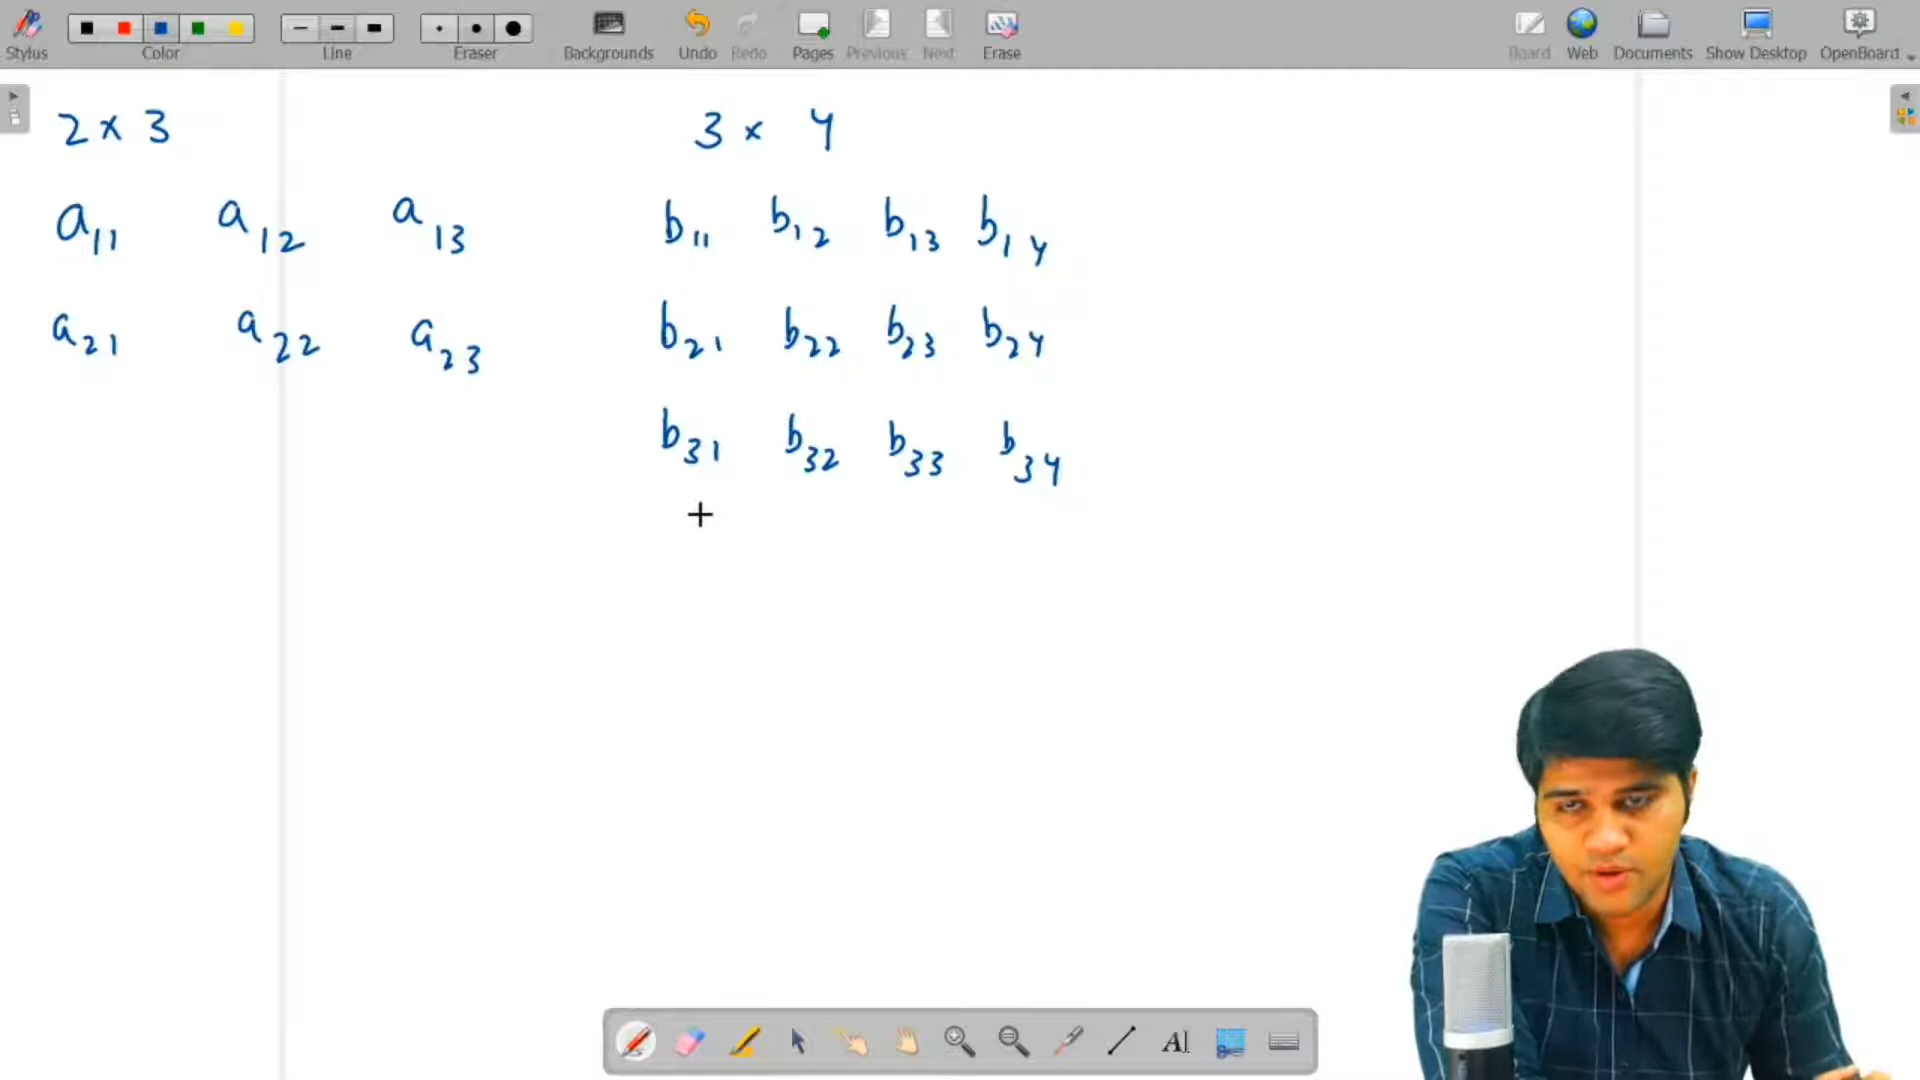 Stylus Color Line Eraser Backgrounds Undo Redo Pages Previous Next Erase Board Web Documents Show Desktop OpenBoard
2 × 3 3 × 4
a11 a12 a13 b11 b12 b13 b14
a21 a22 a23 b21 b22 b23 b24
b31 b32 b33 b34
AI